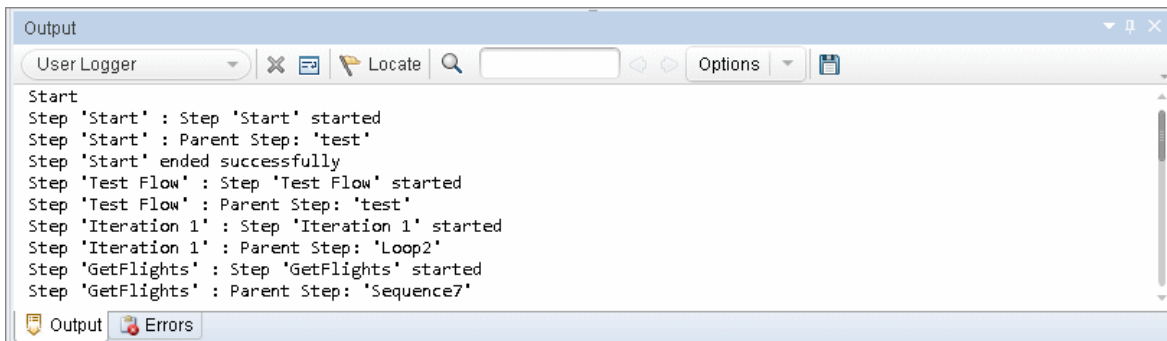 Output
User Logger Locate Options
Start
Step 'Start' : Step 'Start' started
Step 'Start' : Parent Step: 'test'
Step 'Start' ended successfully
Step 'Test Flow' : Step 'Test Flow' started
Step 'Test Flow' : Parent Step: 'test'
Step 'Iteration 1' : Step 'Iteration 1' started
Step 'Iteration 1' : Parent Step: 'Loop2'
Step 'GetFlights' : Step 'GetFlights' started
Step 'GetFlights' : Parent Step: 'Sequence7'
Output Errors